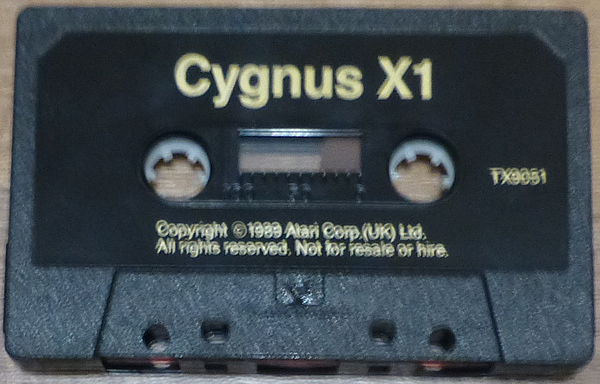 Cygnus X1
TX9051
Copyright ©1989 Atari Corp.(UK) Ltd.
All rights reserved. Not for resale or hire.